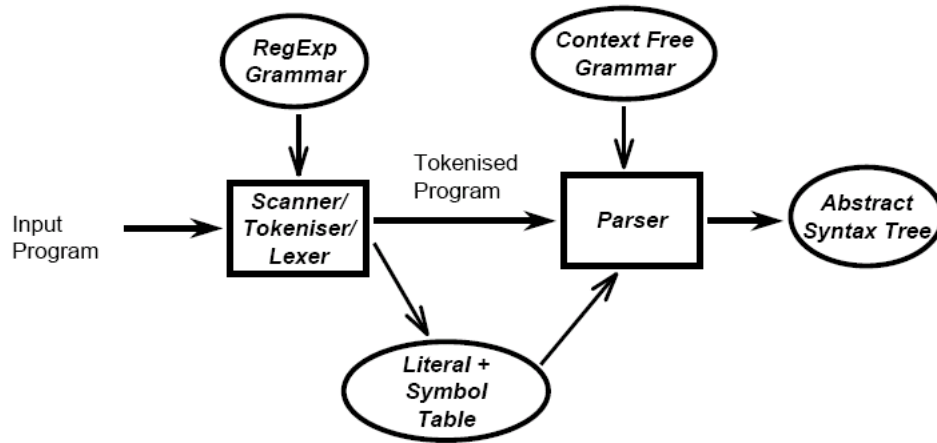 RegExp
Grammar
Context Free
Grammar
Input
Program
Scanner/
Tokeniser/
Lexer
Tokenised
Program
Parser
Abstract
Syntax Tree
Literal +
Symbol
Table